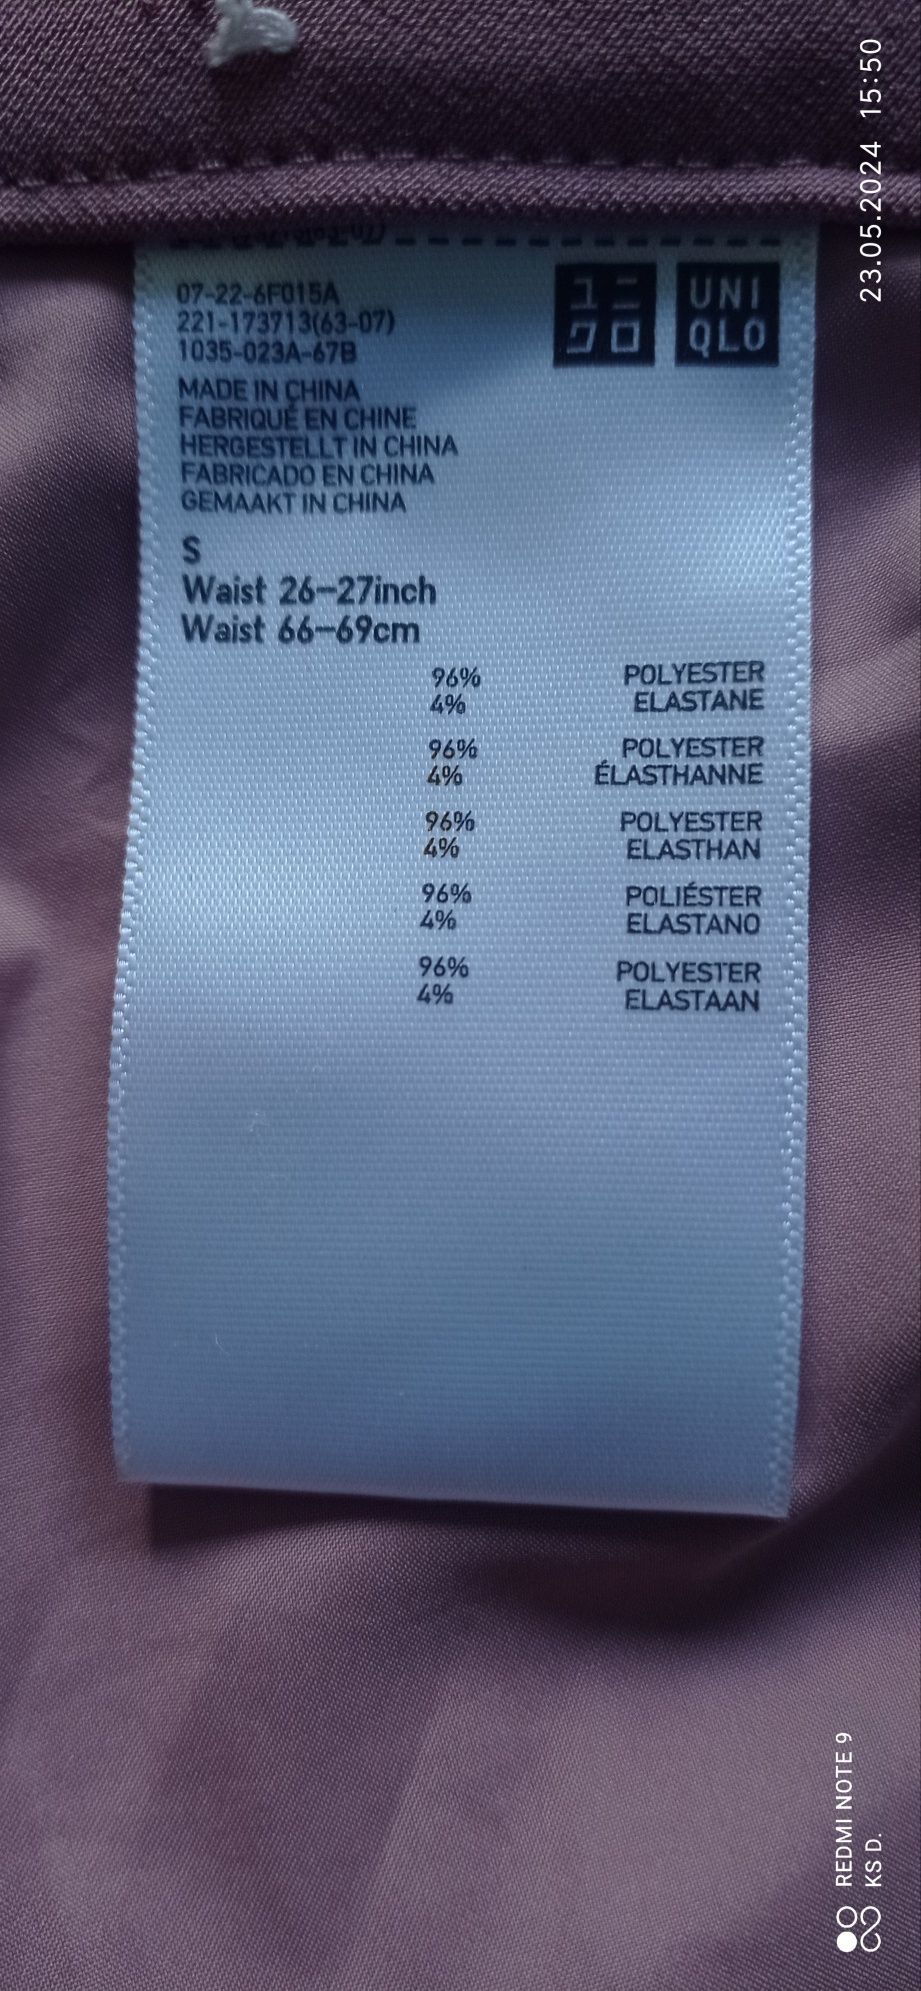 07-22-6F015A
221-173713(63-07)
1035-023A-67B
ユニ
クロ
UNI
QLO
MADE IN CHINA
FABRIQUÉ EN CHINE
HERGESTELLT IN CHINA
FABRICADO EN CHINA
GEMAAKT IN CHINA
S
Waist 26-27inch
Waist 66-69cm
96% POLYESTER
4% ELASTANE
96% POLYESTER
4% ÉLASTHANNE
96% POLYESTER
4% ELASTHAN
96% POLIÉSTER
4% ELASTANO
96% POLYESTER
4% ELASTAAN
23.05.2024 15:50
REDMI NOTE 9
KS D.